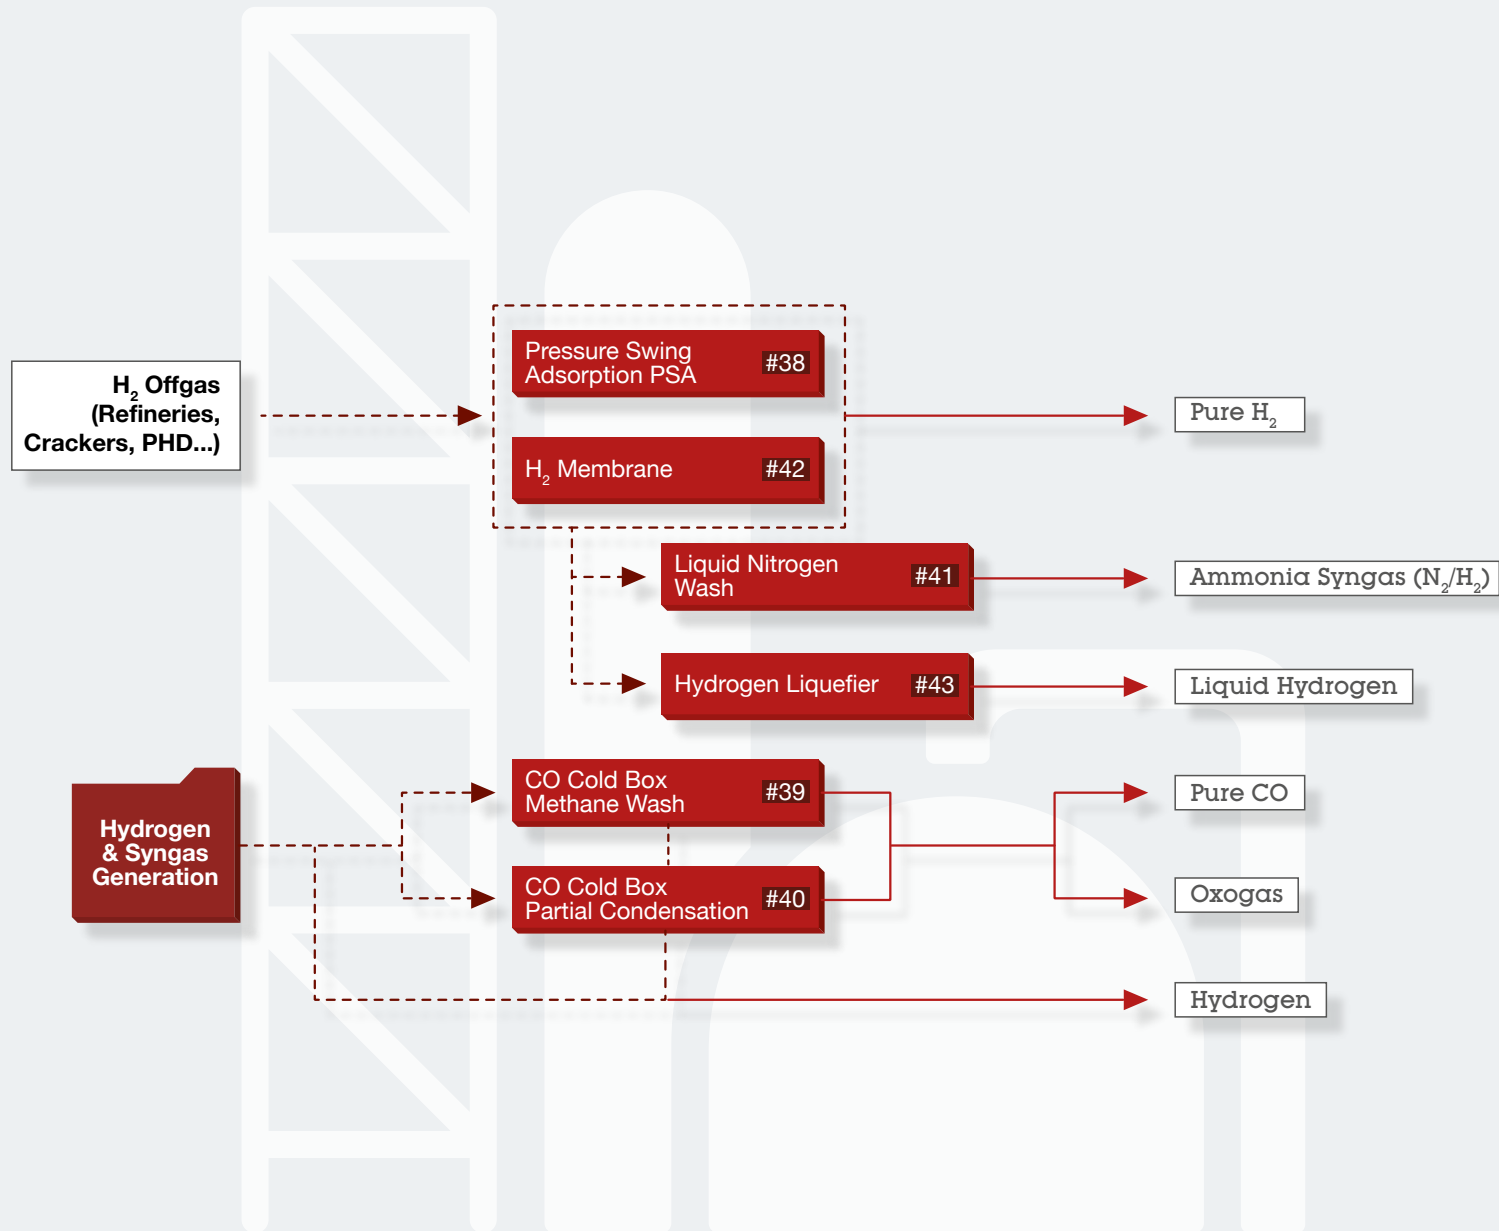 H₂ Offgas
(Refineries,
Crackers, PHD...)
Pressure Swing
Adsorption PSA
#38
H₂ Membrane
#42
Pure H₂
Liquid Nitrogen
Wash
#41
Ammonia Syngas (N₂/H₂)
Hydrogen Liquefier
#43
Liquid Hydrogen
Hydrogen
& Syngas
Generation
CO Cold Box
Methane Wash
#39
Pure CO
CO Cold Box
Partial Condensation
#40
Oxogas
Hydrogen